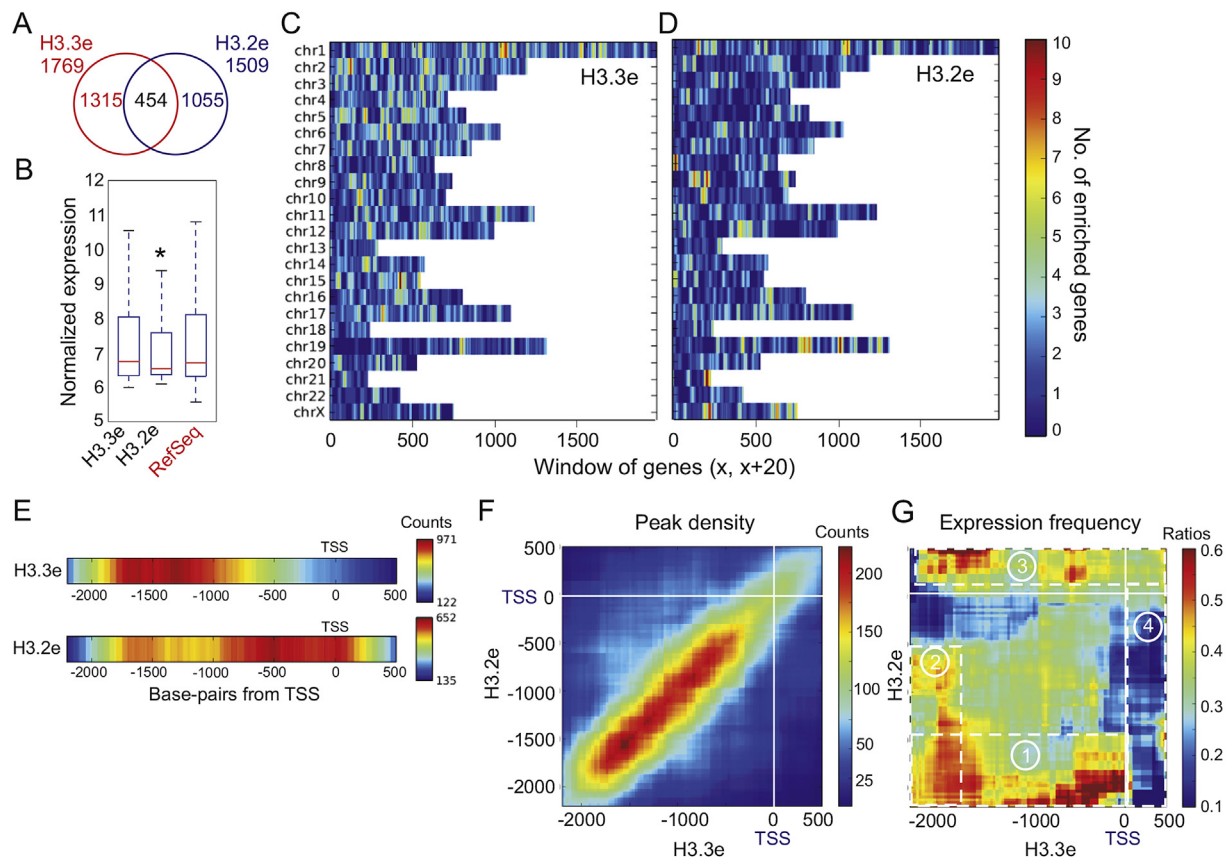 A
H3.3e
1769
H3.2e
1509
1315
454
1055
B
12
11
10
9
8
7
6
5
Normalized expression
*
H3.3e
H3.2e
RefSeq
C
chr1
chr2
chr3
chr4
chr5
chr6
chr7
chr8
chr9
chr10
chr11
chr12
chr13
chr14
chr15
chr16
chr17
chr18
chr19
chr20
chr21
chr22
chrX
H3.3e
0 500 1000 1500
D
H3.2e
0 500 1000 1500
Window of genes (x, x+20)
10
9
8
7
6
5
4
3
2
1
0
No. of enriched genes
E
Counts
TSS
H3.3e
-2000 -1500 -1000 -500 0 500
971
122
TSS
H3.2e
-2000 -1500 -1000 -500 0 500
652
135
Base-pairs from TSS
F
Peak density
Counts
500
TSS 0
-500
-1000
-1500
-2000
H3.2e
-2000 -1000 0 500
TSS
H3.3e
200
150
100
50
25
G
Expression frequency
Ratios
3
4
2
1
H3.2e
-2000 -1000 0 500
TSS
H3.3e
0.6
0.5
0.4
0.3
0.2
0.1